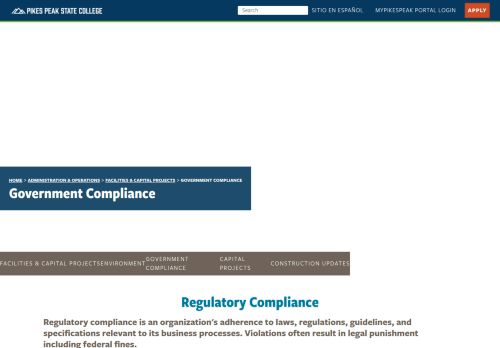 PIKES PEAK STATE COLLEGE
Search
SITIO EN ESPAÑOL
MYPIKESPEAK PORTAL LOGIN
APPLY
HOME > ADMINISTRATION & OPERATIONS > FACILITIES & CAPITAL PROJECTS > GOVERNMENT COMPLIANCE
Government Compliance
FACILITIES & CAPITAL PROJECTS
ENVIRONMENT
GOVERNMENT
COMPLIANCE
CAPITAL
PROJECTS
CONSTRUCTION UPDATES
Regulatory Compliance
Regulatory compliance is an organization's adherence to laws, regulations, guidelines, and
specifications relevant to its business processes. Violations often result in legal punishment
including federal fines.